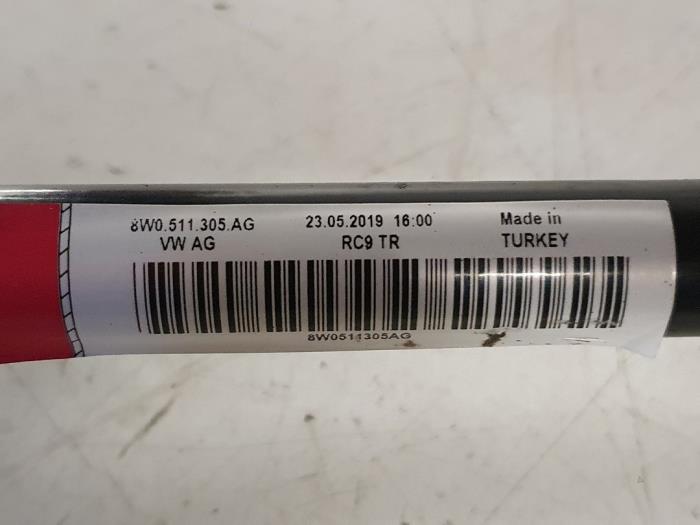 8W0.511.305.AG 23.05.2019 16:00 Made in
VW AG RC9 TR TURKEY
8W0511305AG